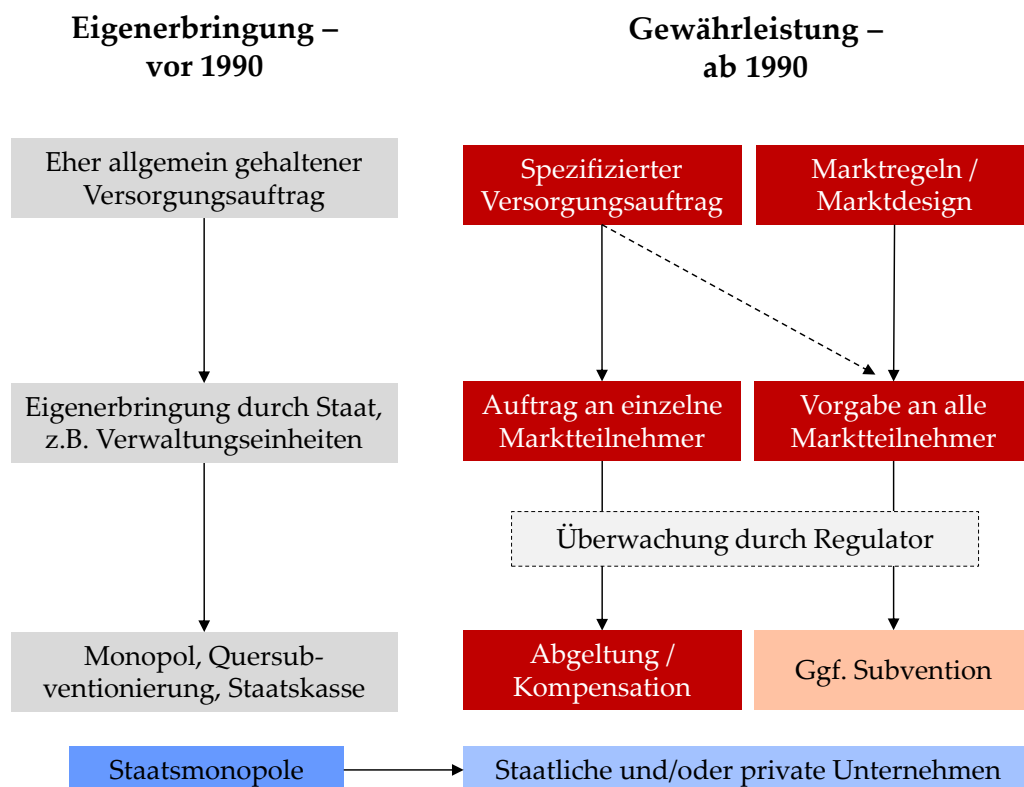 Eigenerbringung –
vor 1990
Gewährleistung –
ab 1990
Eher allgemein gehaltener
Versorgungsauftrag
Spezifizierter
Versorgungsauftrag
Marktregeln /
Marktdesign
Eigenerbringung durch Staat,
z.B. Verwaltungseinheiten
Auftrag an einzelne
Marktteilnehmer
Vorgabe an alle
Marktteilnehmer
Überwachung durch Regulator
Monopol, Quersub-
ventionierung, Staatskasse
Abgeltung /
Kompensation
Ggf. Subvention
Staatsmonopole
Staatliche und/oder private Unternehmen